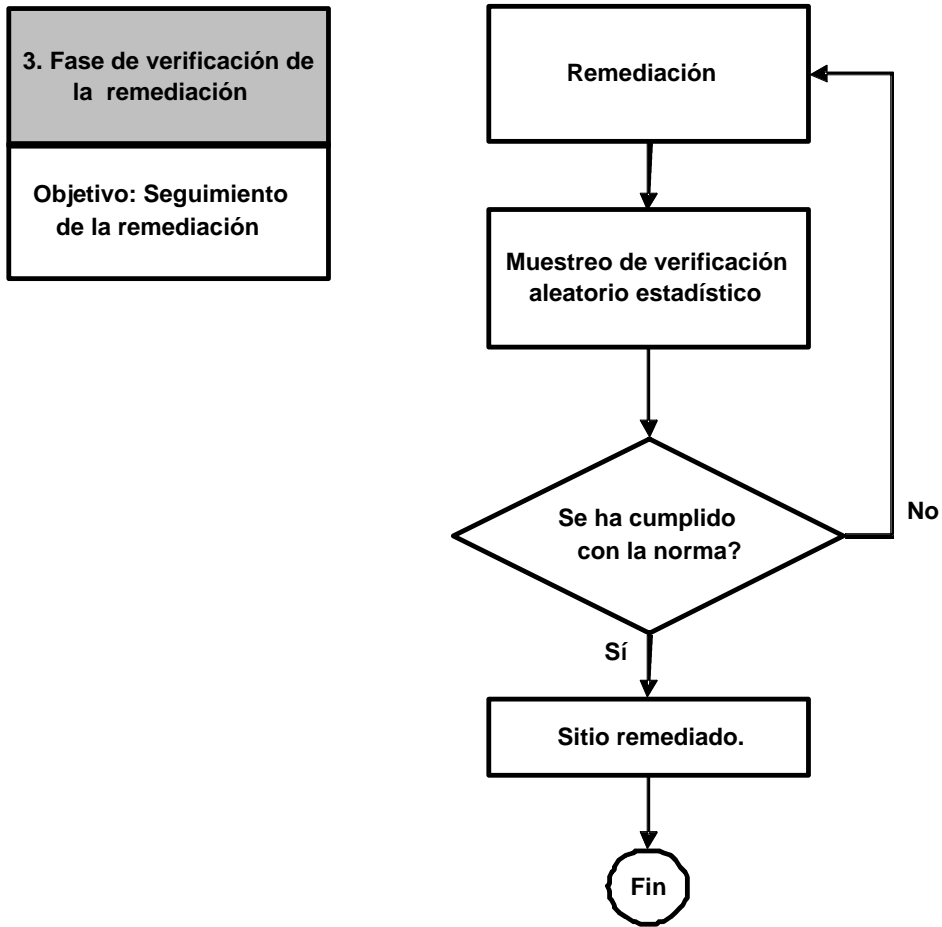 3. Fase de verificación de
la remediación
Objetivo: Seguimiento
de la remediación
Remediación
Muestreo de verificación
aleatorio estadístico
Se ha cumplido
con la norma?
No
Sí
Sitio remediado.
Fin